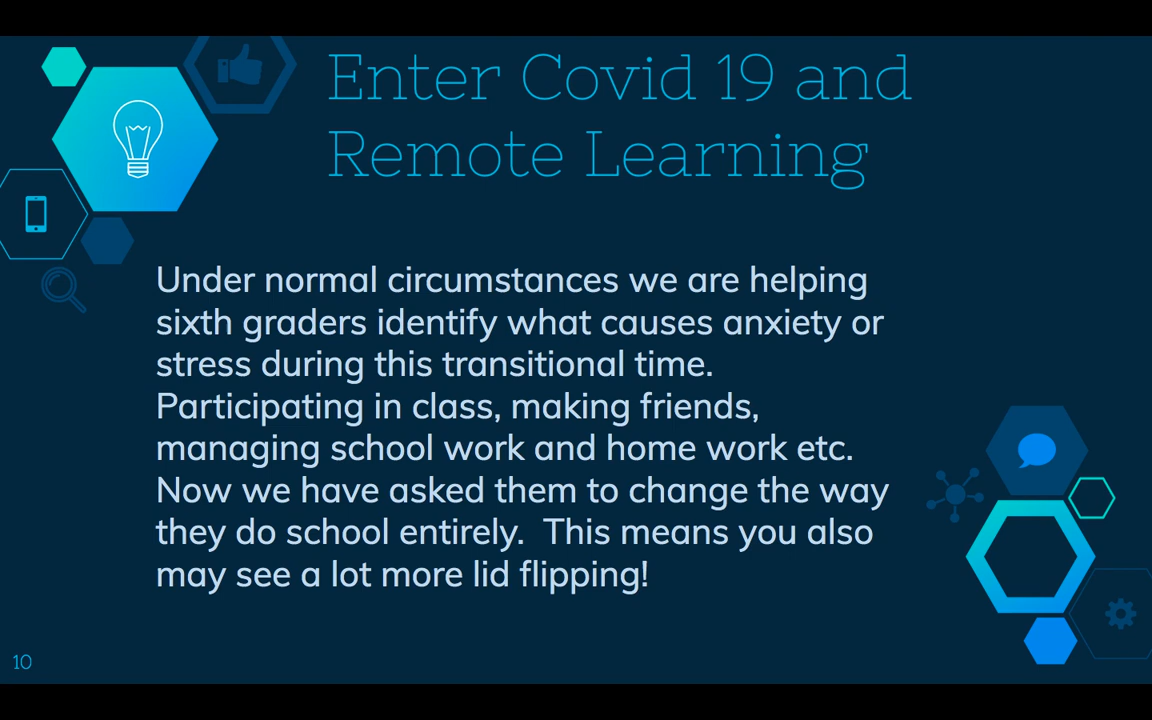 Enter Covid 19 and
Remote Learning
Under normal circumstances we are helping
sixth graders identify what causes anxiety or
stress during this transitional time.
Participating in class, making friends,
managing school work and home work etc.
Now we have asked them to change the way
they do school entirely.  This means you also
may see a lot more lid flipping!
10